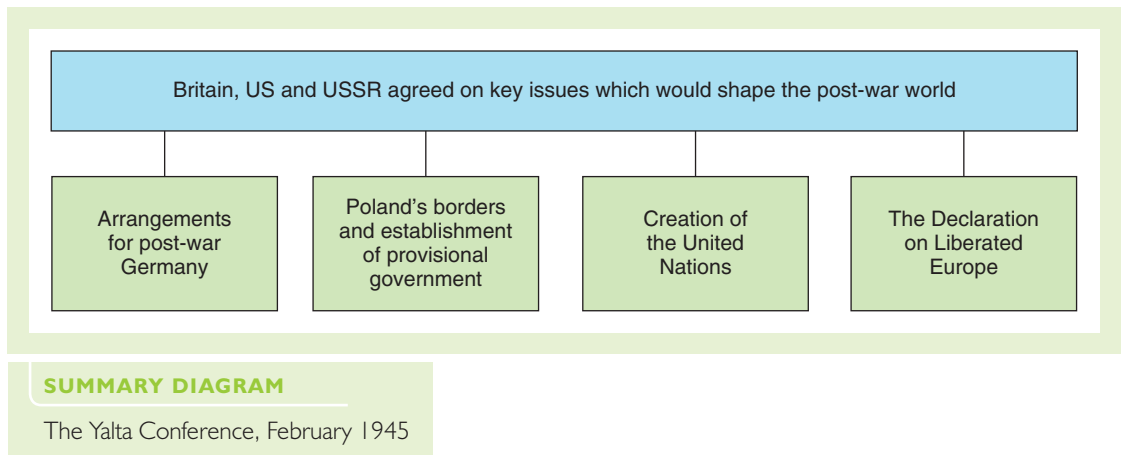 Britain, US and USSR agreed on key issues which would shape the post-war world
Arrangements
for post-war
Germany
Poland's borders
and establishment
of provisional
government
Creation of
the United
Nations
The Declaration
on Liberated
Europe
SUMMARY DIAGRAM
The Yalta Conference, February 1945